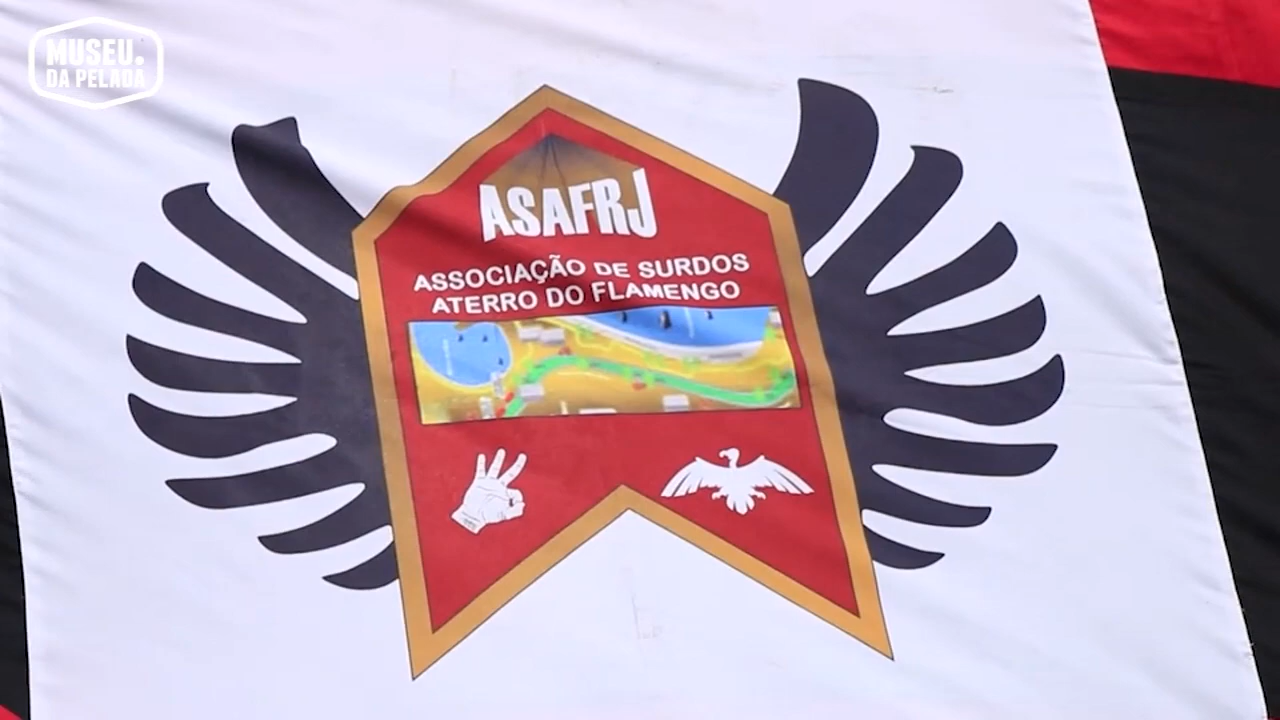 MUSEU.
DA PELADA
ASAFRJ
ASSOCIAÇÃO DE SURDOS
ATERRO DO FLAMENGO